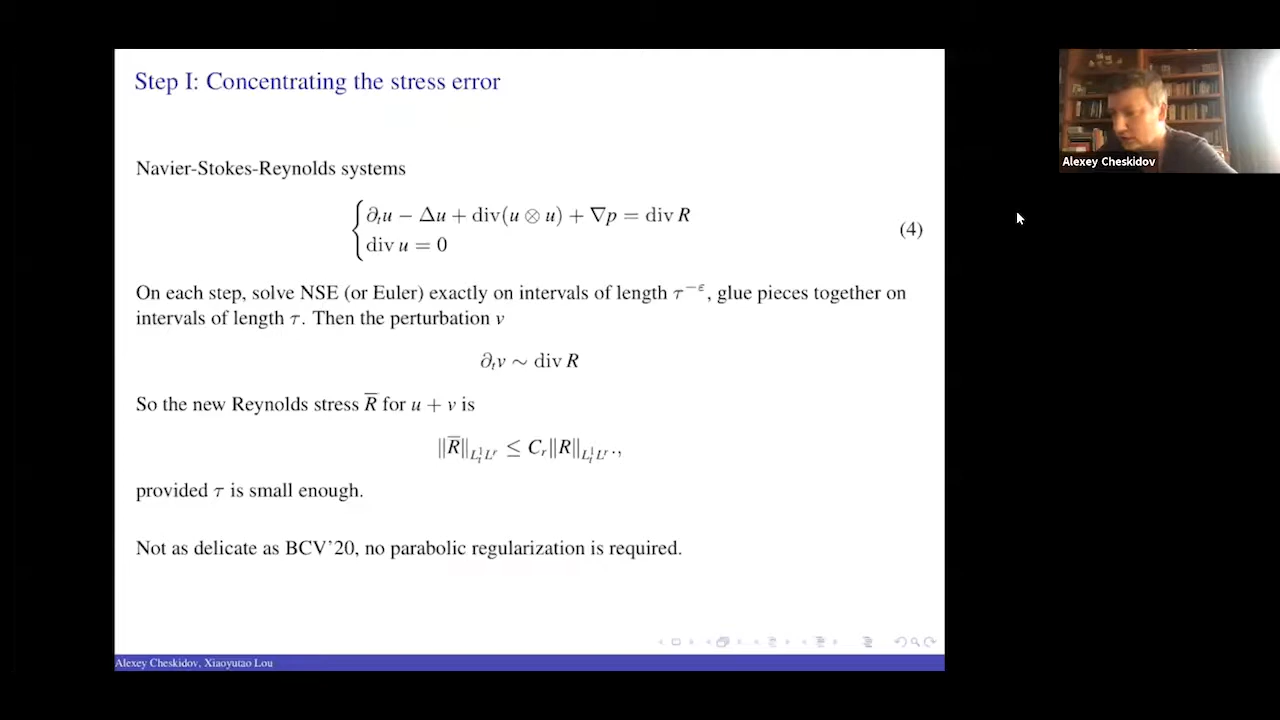 Step I: Concentrating the stress error
Alexey Cheskidov
Navier-Stokes-Reynolds systems
∂ₜu − Δu + div(u ⊗ u) + ∇p = div R
div u = 0
(4)
On each step, solve NSE (or Euler) exactly on intervals of length τ^{−ε}, glue pieces together on
intervals of length τ. Then the perturbation v
∂ₜv ∼ div R
So the new Reynolds stress R̅ for u + v is
‖R̅‖_{L¹ₜLʳ} ≤ Cᵣ‖R‖_{L¹ₜLʳ}.,
provided τ is small enough.
Not as delicate as BCV'20, no parabolic regularization is required.
Alexey Cheskidov, Xiaoyutao Lou